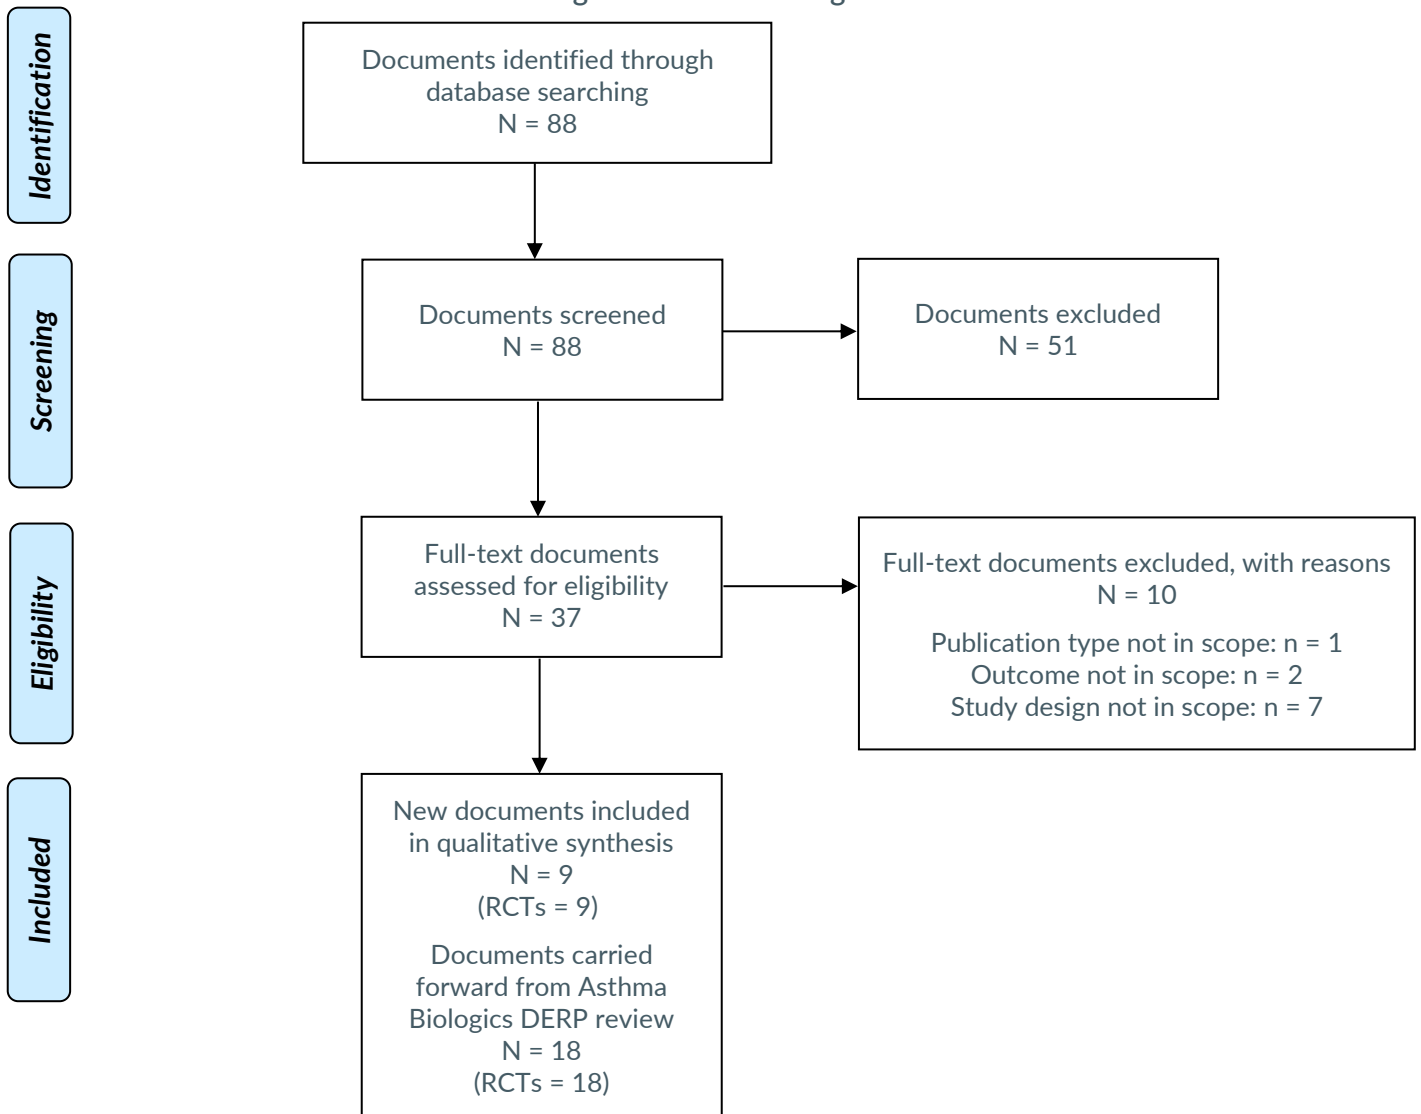 Identification
Documents identified through
database searching
N = 88
Screening
Documents screened
N = 88
Documents excluded
N = 51
Eligibility
Full-text documents
assessed for eligibility
N = 37
Full-text documents excluded, with reasons
N = 10
Publication type not in scope: n = 1
Outcome not in scope: n = 2
Study design not in scope: n = 7
Included
New documents included
in qualitative synthesis
N = 9
(RCTs = 9)
Documents carried
forward from Asthma
Biologics DERP review
N = 18
(RCTs = 18)